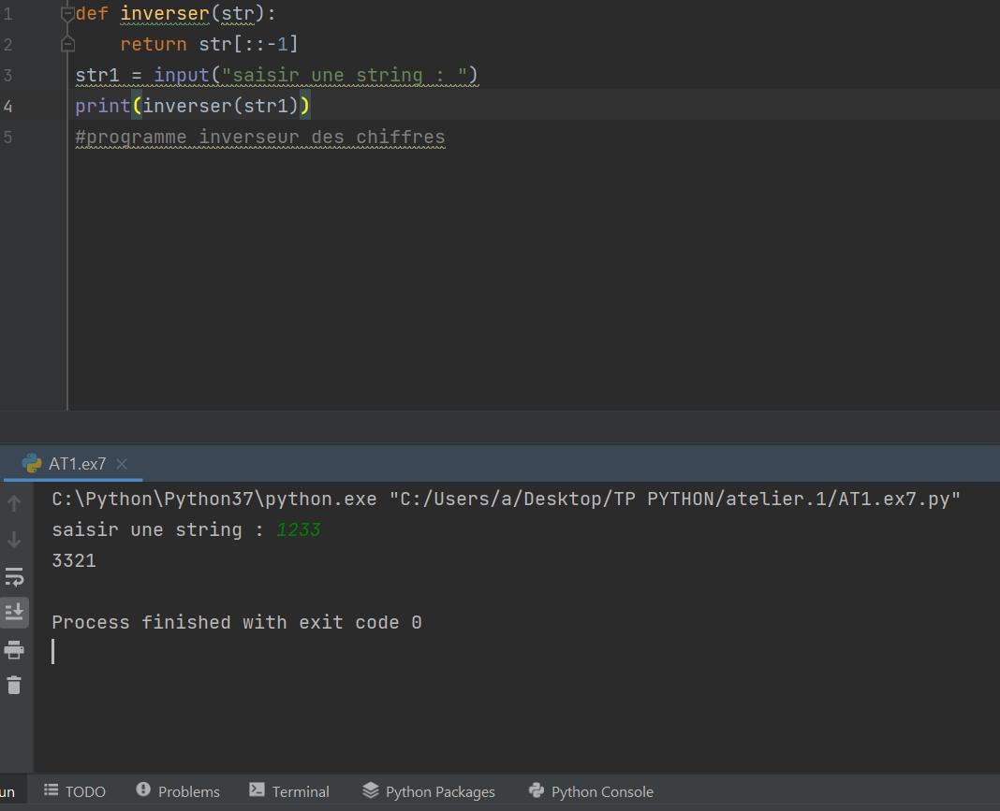 1 def inverser(str):
2 return str[::-1]
3 str1 = input("saisir une string : ")
4 print(inverser(str1))
5 #programme inverseur des chiffres
AT1.ex7
C:\Python\Python37\python.exe "C:/Users/a/Desktop/TP PYTHON/atelier.1/AT1.ex7.py"
saisir une string : 1233
3321
Process finished with exit code 0
un TODO Problems Terminal Python Packages Python Console